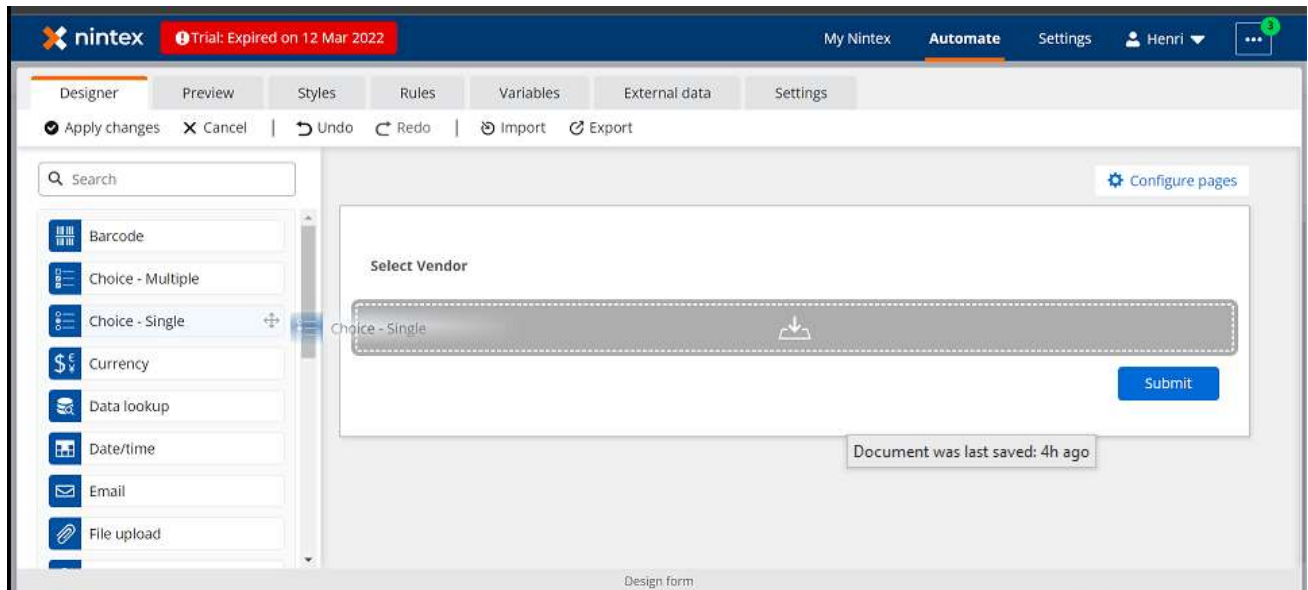 nintex Trial: Expired on 12 Mar 2022 My Nintex Automate Settings Henri ... 3
Designer Preview Styles Rules Variables External data Settings
Apply changes Cancel | Undo Redo | Import Export
Search
Configure pages
Barcode
Choice - Multiple
Choice - Single
Currency
Data lookup
Date/time
Email
File upload
Select Vendor
Choice - Single
Submit
Document was last saved: 4h ago
Design form